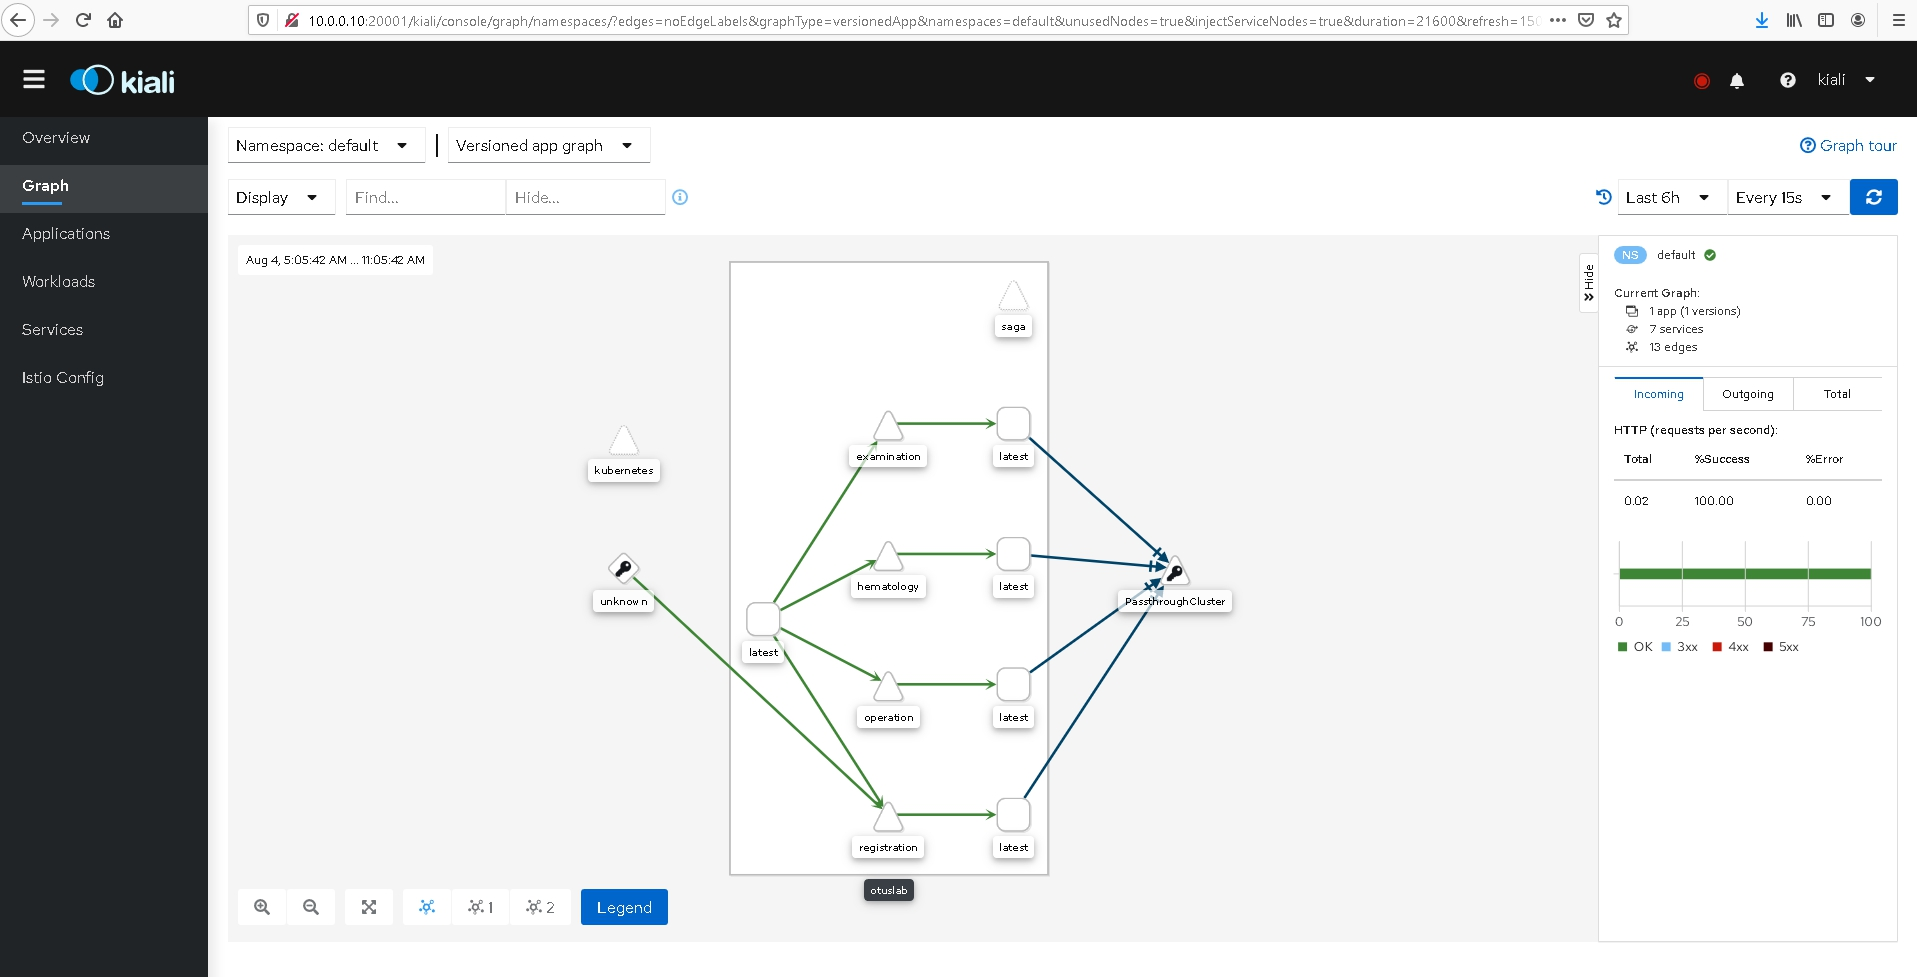 10.0.0.10:20001/kiali/console/graph/namespaces/?edges=noEdgeLabels&graphType=versionedApp&namespaces=default&unusedNodes=true&injectServiceNodes=true&duration=21600&refresh=150
kiali
kiali
Overview
Graph
Applications
Workloads
Services
Istio Config
Namespace: default
Versioned app graph
Graph tour
Display
Find...
Hide...
Last 6h
Every 15s
Aug 4, 5:05:42 AM ... 11:05:42 AM
saga
examination
latest
kubernetes
hematology
latest
unknown
PassthroughCluster
latest
operation
latest
registration
latest
otuslab
1
2
Legend
Hide
NS default
Current Graph:
1 app (1 versions)
7 services
13 edges
Incoming Outgoing Total
HTTP (requests per second):
Total %Success %Error
0.02 100.00 0.00
0 25 50 75 100
OK 3xx 4xx 5xx